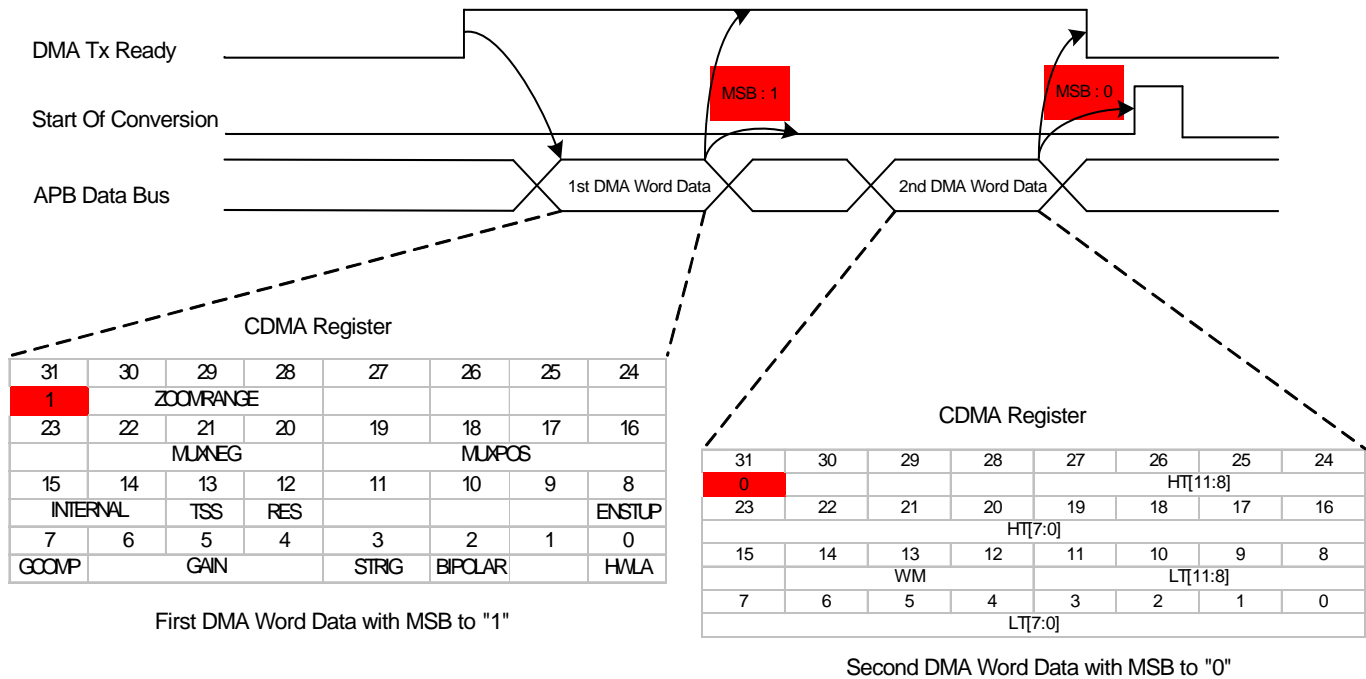 DMA Tx Ready
MSB : 1
MSB : 0
Start Of Conversion
APB Data Bus
1st DMA Word Data
2nd DMA Word Data
CDMA Register
31 30 29 28 27 26 25 24
1 ZOOMRANGE
23 22 21 20 19 18 17 16
MUXNEG MUXPOS
15 14 13 12 11 10 9 8
INTERNAL TSS RES ENSTUP
7 6 5 4 3 2 1 0
GCOMP GAIN STRIG BIPOLAR HWLA
First DMA Word Data with MSB to "1"
CDMA Register
31 30 29 28 27 26 25 24
0 HT[11:8]
23 22 21 20 19 18 17 16
HT[7:0]
15 14 13 12 11 10 9 8
WM LT[11:8]
7 6 5 4 3 2 1 0
LT[7:0]
Second DMA Word Data with MSB to "0"